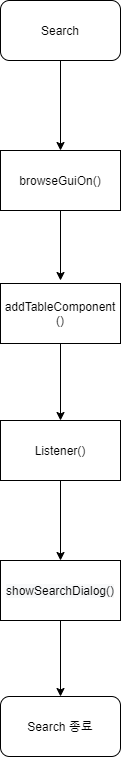 Search
browseGuiOn()
addTableComponent
()
Listener()
showSearchDialog()
Search 종료